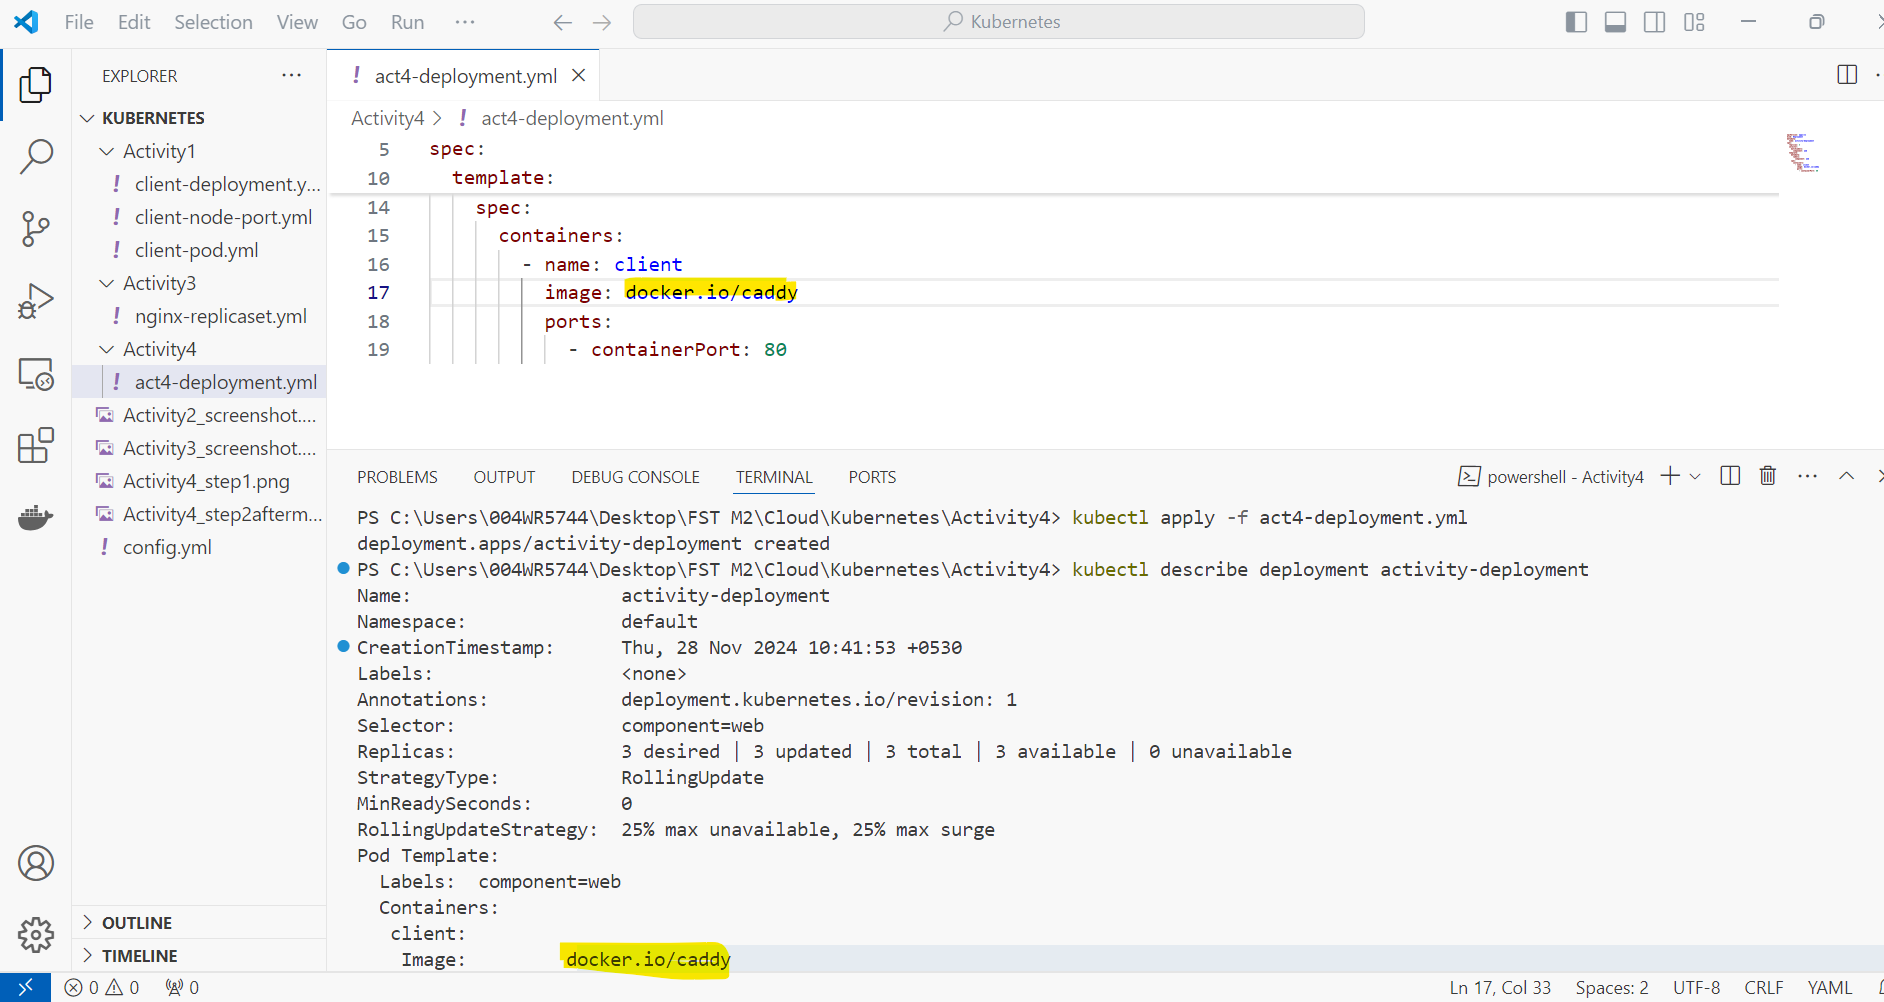 File Edit Selection View Go Run ··· Kubernetes
EXPLORER ···
KUBERNETES
Activity1
! client-deployment.y...
! client-node-port.yml
! client-pod.yml
Activity3
! nginx-replicaset.yml
Activity4
! act4-deployment.yml
Activity2_screenshot....
Activity3_screenshot....
Activity4_step1.png
Activity4_step2afterm...
! config.yml
OUTLINE
TIMELINE
! act4-deployment.yml
Activity4 > ! act4-deployment.yml
5 spec:
10 template:
14 spec:
15 containers:
16 - name: client
17 image: docker.io/caddy
18 ports:
19 - containerPort: 80
PROBLEMS OUTPUT DEBUG CONSOLE TERMINAL PORTS powershell - Activity4
PS C:\Users\004WR5744\Desktop\FST M2\Cloud\Kubernetes\Activity4> kubectl apply -f act4-deployment.yml
deployment.apps/activity-deployment created
PS C:\Users\004WR5744\Desktop\FST M2\Cloud\Kubernetes\Activity4> kubectl describe deployment activity-deployment
Name: activity-deployment
Namespace: default
CreationTimestamp: Thu, 28 Nov 2024 10:41:53 +0530
Labels: <none>
Annotations: deployment.kubernetes.io/revision: 1
Selector: component=web
Replicas: 3 desired | 3 updated | 3 total | 3 available | 0 unavailable
StrategyType: RollingUpdate
MinReadySeconds: 0
RollingUpdateStrategy: 25% max unavailable, 25% max surge
Pod Template:
Labels: component=web
Containers:
client:
Image: docker.io/caddy
0 0 0 Ln 17, Col 33 Spaces: 2 UTF-8 CRLF YAML